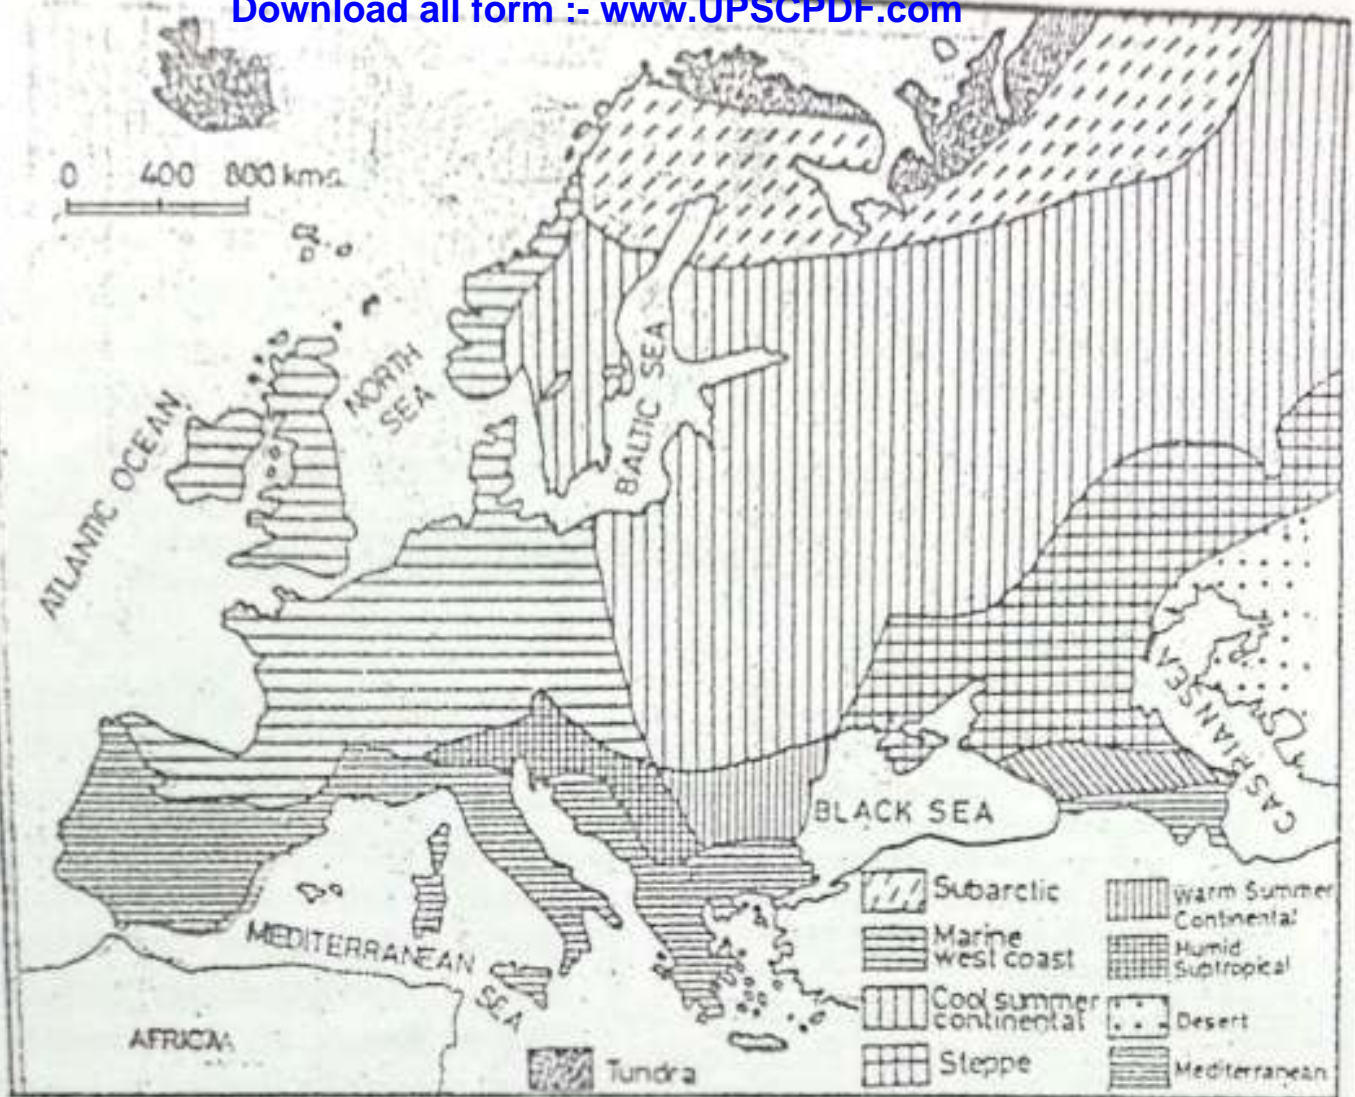 Download all form :- www.UPSCPDF.com
0 400 800 kms.
ATLANTIC OCEAN
NORTH
SEA
BALTIC SEA
CASPIAN SEA
BLACK SEA
MEDITERRANEAN
SEA
AFRICA
Subarctic
Marine
west coast
Cool summer
continental
Steppe
Warm Summer
Continental
Humid
Subtropical
Desert
Mediterranean
Tundra